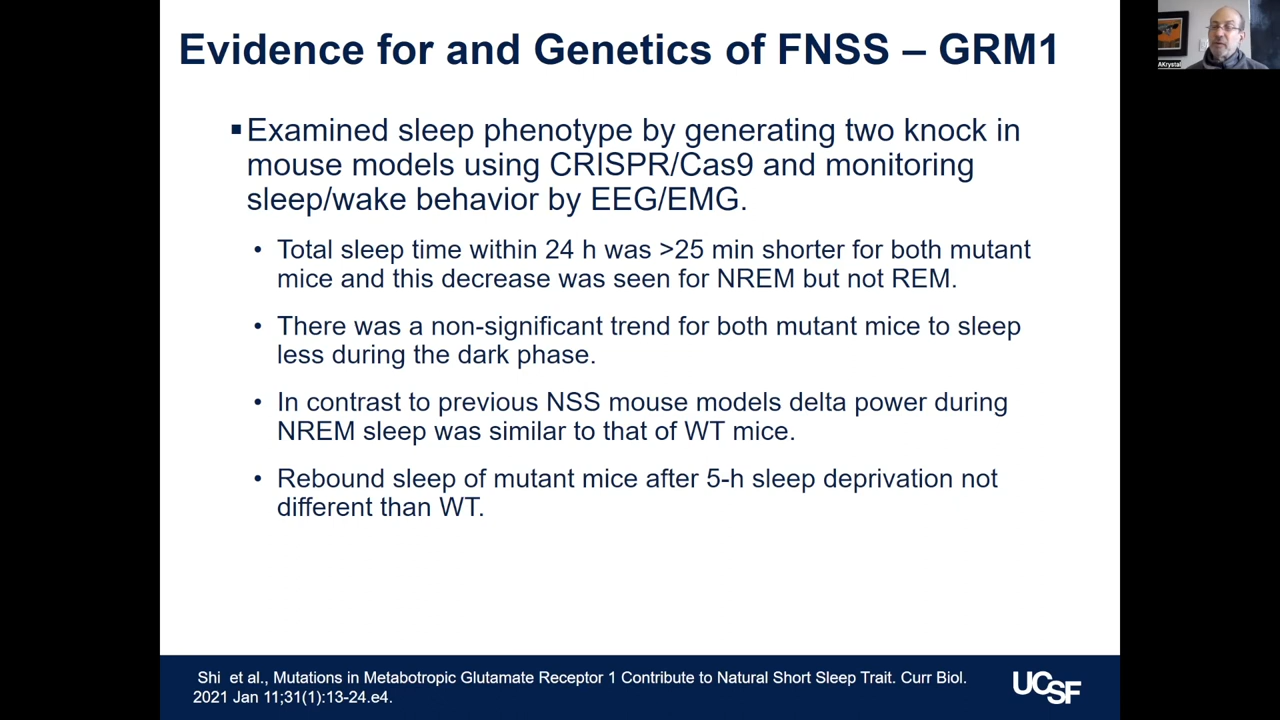 Evidence for and Genetics of FNSS – GRM1
AKrystal
▪Examined sleep phenotype by generating two knock in
mouse models using CRISPR/Cas9 and monitoring
sleep/wake behavior by EEG/EMG.
• Total sleep time within 24 h was >25 min shorter for both mutant
mice and this decrease was seen for NREM but not REM.
• There was a non-significant trend for both mutant mice to sleep
less during the dark phase.
• In contrast to previous NSS mouse models delta power during
NREM sleep was similar to that of WT mice.
• Rebound sleep of mutant mice after 5-h sleep deprivation not
different than WT.
Shi et al., Mutations in Metabotropic Glutamate Receptor 1 Contribute to Natural Short Sleep Trait. Curr Biol.
2021 Jan 11;31(1):13-24.e4.
UCSF